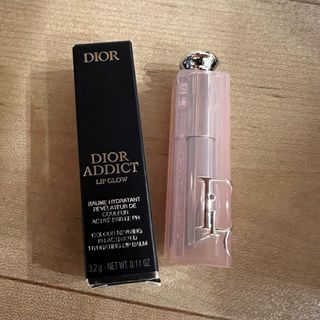 DIOR
DIOR
ADDICT
LIP GLOW
BAUME HYDRATANT
RÉVÉLATEUR DE
COULEUR
ACTIVÉ PAR LE PH
COLOUR REVIVING
PH ACTIVATED
HYDRATING LIP BALM
3,2 g - NET WT. 0.11 OZ